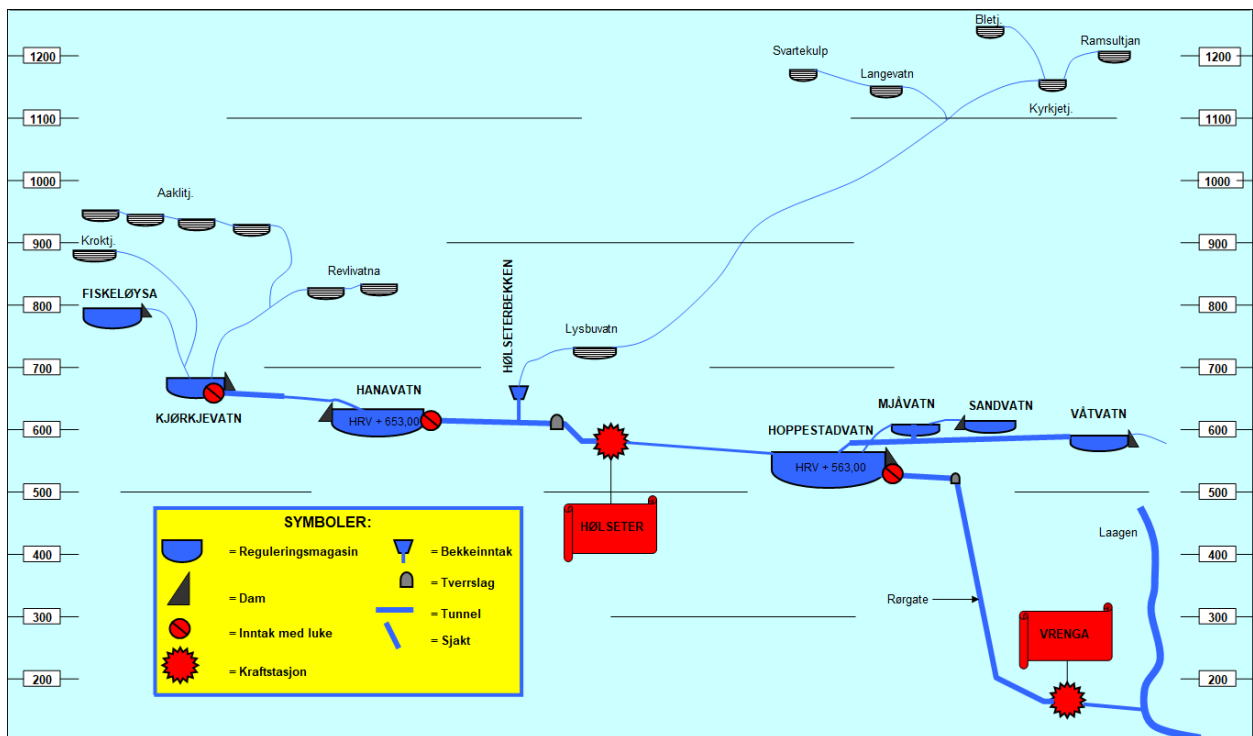 Bletj.
Ramsultjan
Svartekulp
Langevatn
Kyrkjetj.
1200
1200
1100
1100
1000
1000
Aaklitj.
900
900
Kroktj.
Revlivatna
FISKELØYSA
800
800
HØLSETERBEKKEN
Lysbuvatn
700
700
HANAVATN
KJØRKJEVATN
HRV + 653,00
MJÅVATN
SANDVATN
VÅTVATN
600
600
HOPPESTADVATN
HRV + 563,00
500
500
HØLSETER
Laagen
SYMBOLER:
= Reguleringsmagasin
= Bekkeinntak
400
400
= Dam
= Tverrslag
Rørgate
= Tunnel
300
300
= Inntak med luke
= Sjakt
VRENGA
= Kraftstasjon
200
200